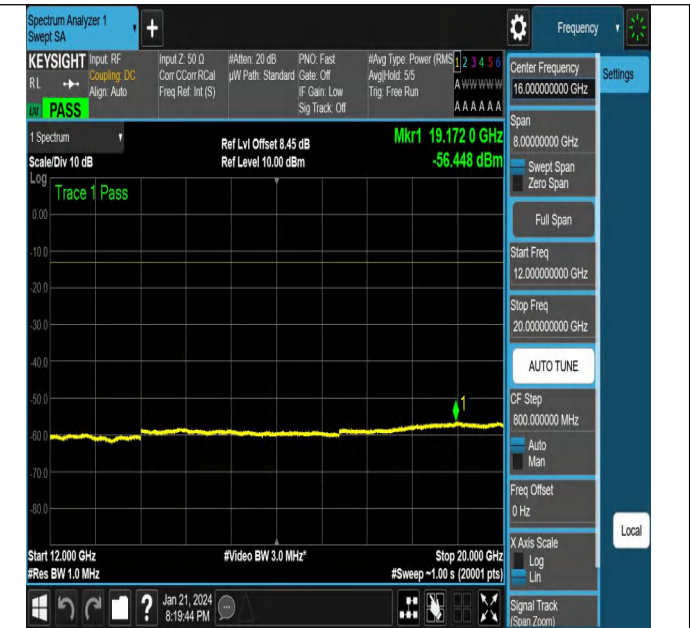 Spectrum Analyzer 1
Swept SA
Frequency
KEYSIGHT
RL
PASS
Input: RF
Coupling: DC
Align: Auto
Input Z: 50 Ω
Corr CCorr RCal
Freq Ref: Int (S)
#Atten: 20 dB
µW Path: Standard
PNO: Fast
Gate: Off
IF Gain: Low
Sig Track: Off
#Avg Type: Power (RMS
Avg|Hold: 5/5
Trig: Free Run
1 2 3 4 5 6
A W W W W W
A A A A A A
1 Spectrum
Scale/Div 10 dB
Ref Lvl Offset 8.45 dB
Ref Level 10.00 dBm
Mkr1 19.172 0 GHz
-56.448 dBm
Log
Trace 1 Pass
0.00
-10.0
-20.0
-30.0
-40.0
-50.0
-60.0
-70.0
-80.0
1
Start 12.000 GHz
#Res BW 1.0 MHz
#Video BW 3.0 MHz*
Stop 20.000 GHz
#Sweep ~1.00 s (20001 pts)
Jan 21, 2024
8:19:44 PM
Center Frequency
16.000000000 GHz
Settings
Span
8.00000000 GHz
Swept Span
Zero Span
Full Span
Start Freq
12.000000000 GHz
Stop Freq
20.000000000 GHz
AUTO TUNE
CF Step
800.000000 MHz
Auto
Man
Freq Offset
0 Hz
X Axis Scale
Log
Lin
Local
Signal Track
(Span Zoom)